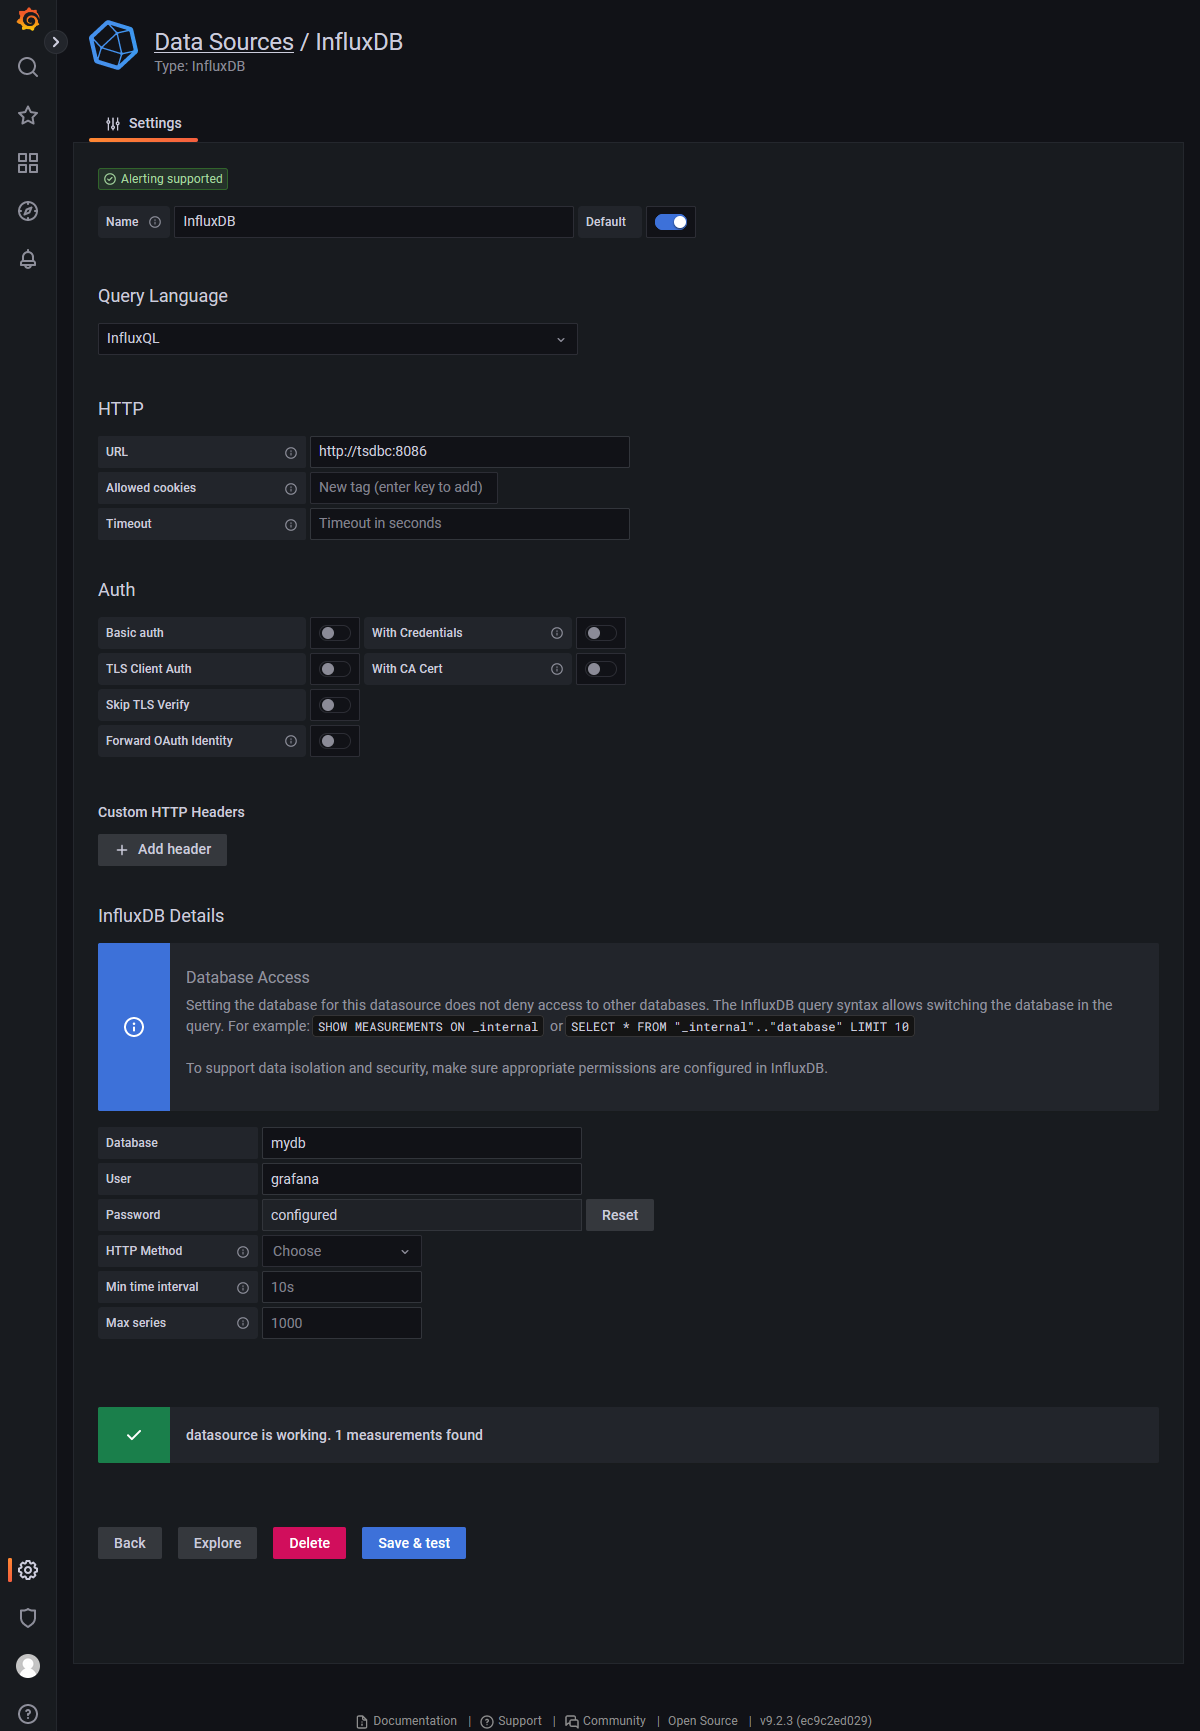 Data Sources / InfluxDB
Type: InfluxDB
Settings
Alerting supported
Name InfluxDB Default
Query Language
InfluxQL
HTTP
URL http://tsdbc:8086
Allowed cookies New tag (enter key to add)
Timeout Timeout in seconds
Auth
Basic auth With Credentials
TLS Client Auth With CA Cert
Skip TLS Verify
Forward OAuth Identity
Custom HTTP Headers
Add header
InfluxDB Details
Database Access
Setting the database for this datasource does not deny access to other databases. The InfluxDB query syntax allows switching the database in the
query. For example: SHOW MEASUREMENTS ON _internal or SELECT * FROM "_internal".."database" LIMIT 10
To support data isolation and security, make sure appropriate permissions are configured in InfluxDB.
Database mydb
User grafana
Password configured Reset
HTTP Method Choose
Min time interval 10s
Max series 1000
datasource is working. 1 measurements found
Back Explore Delete Save & test
Documentation | Support | Community | Open Source | v9.2.3 (ec9c2ed029)